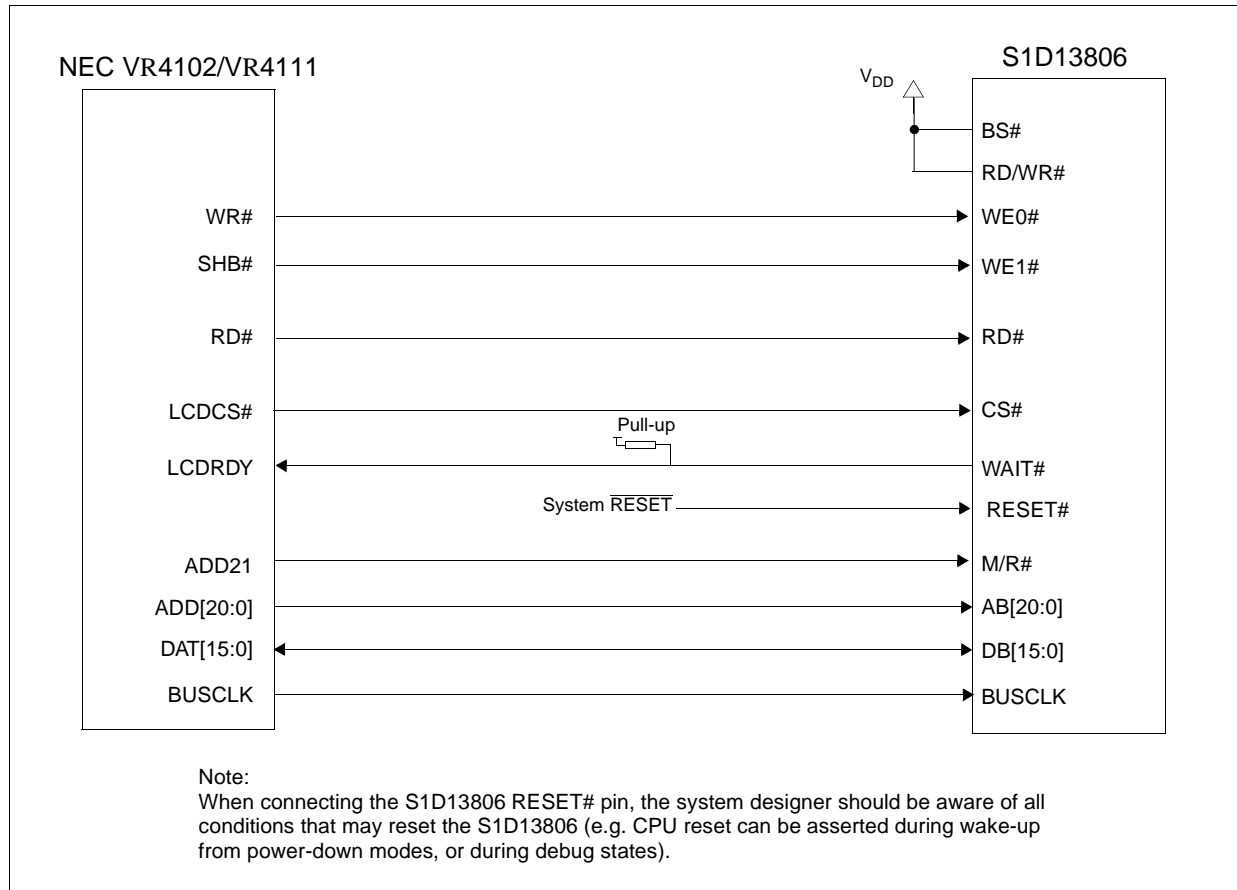 NEC VR4102/VR4111
S1D13806
VDD
BS#
RD/WR#
WR#
WE0#
SHB#
WE1#
RD#
RD#
LCDCS#
CS#
Pull-up
LCDRDY
WAIT#
System RESET
RESET#
ADD21
M/R#
ADD[20:0]
AB[20:0]
DAT[15:0]
DB[15:0]
BUSCLK
BUSCLK
Note:
When connecting the S1D13806 RESET# pin, the system designer should be aware of all
conditions that may reset the S1D13806 (e.g. CPU reset can be asserted during wake-up
from power-down modes, or during debug states).